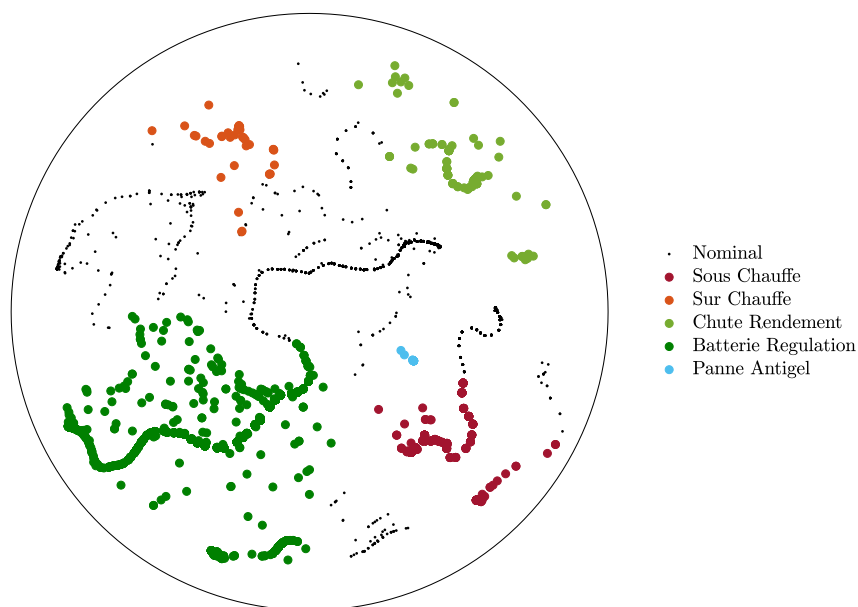 Nominal
Sous Chauffe
Sur Chauffe
Chute Rendement
Batterie Regulation
Panne Antigel